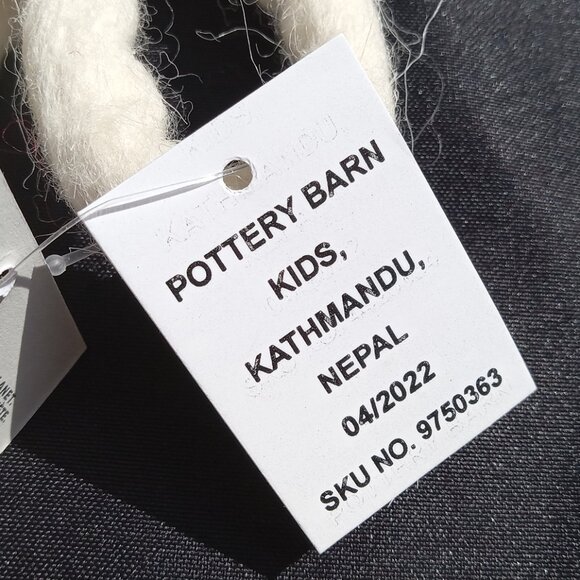 POTTERY BARN
KIDS,
KATHMANDU,
NEPAL
04/2022
SKU NO. 9750363